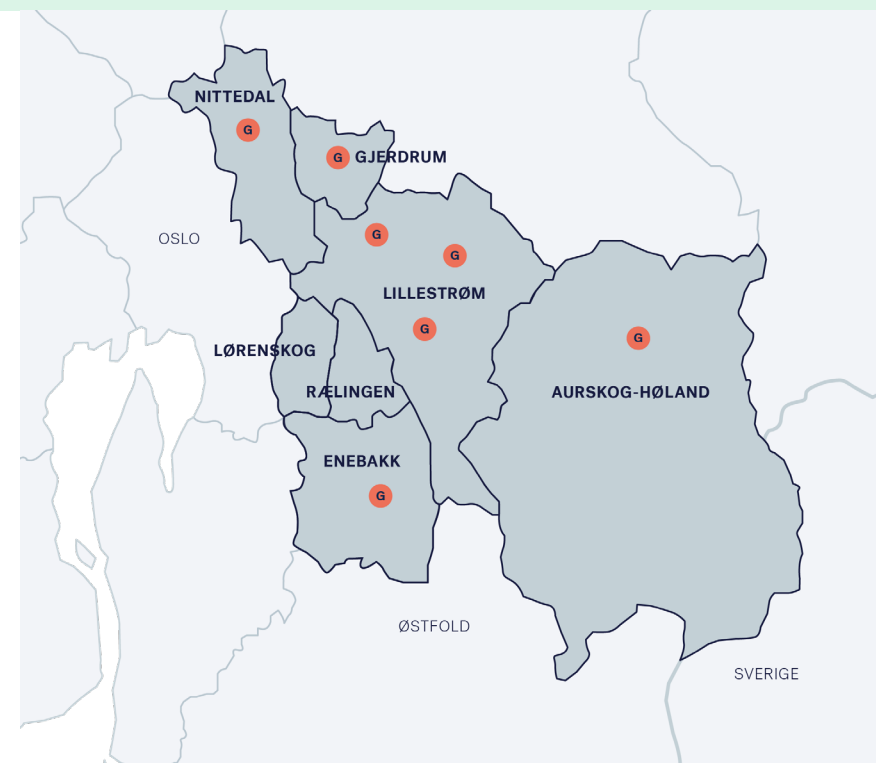 NITTEDAL
G
G GJERDRUM
OSLO
G
G
LILLESTRØM
G
G
LØRENSKOG
RÆLINGEN
AURSKOG-HØLAND
ENEBAKK
G
ØSTFOLD
SVERIGE